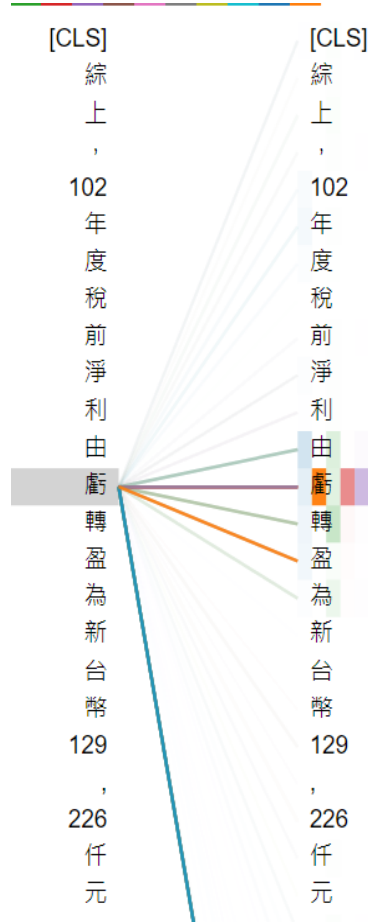 [CLS] [CLS]
綜 綜
上 上
, ,
102 102
年 年
度 度
稅 稅
前 前
淨 淨
利 利
由 由
虧 虧
轉 轉
盈 盈
為 為
新 新
台 台
幣 幣
129 129
, ,
226 226
仟 仟
元 元